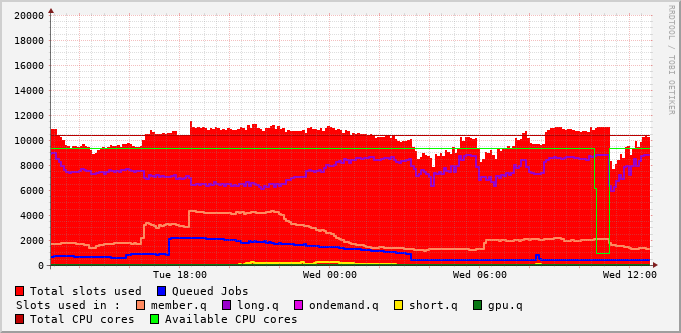 20000
18000
16000
14000
12000
10000
8000
6000
4000
2000
0
Tue 18:00 Wed 00:00 Wed 06:00 Wed 12:00
Total slots used Queued Jobs
Slots used in : member.q long.q ondemand.q short.q gpu.q
Total CPU cores Available CPU cores
RRDTOOL / TOBI OETIKER